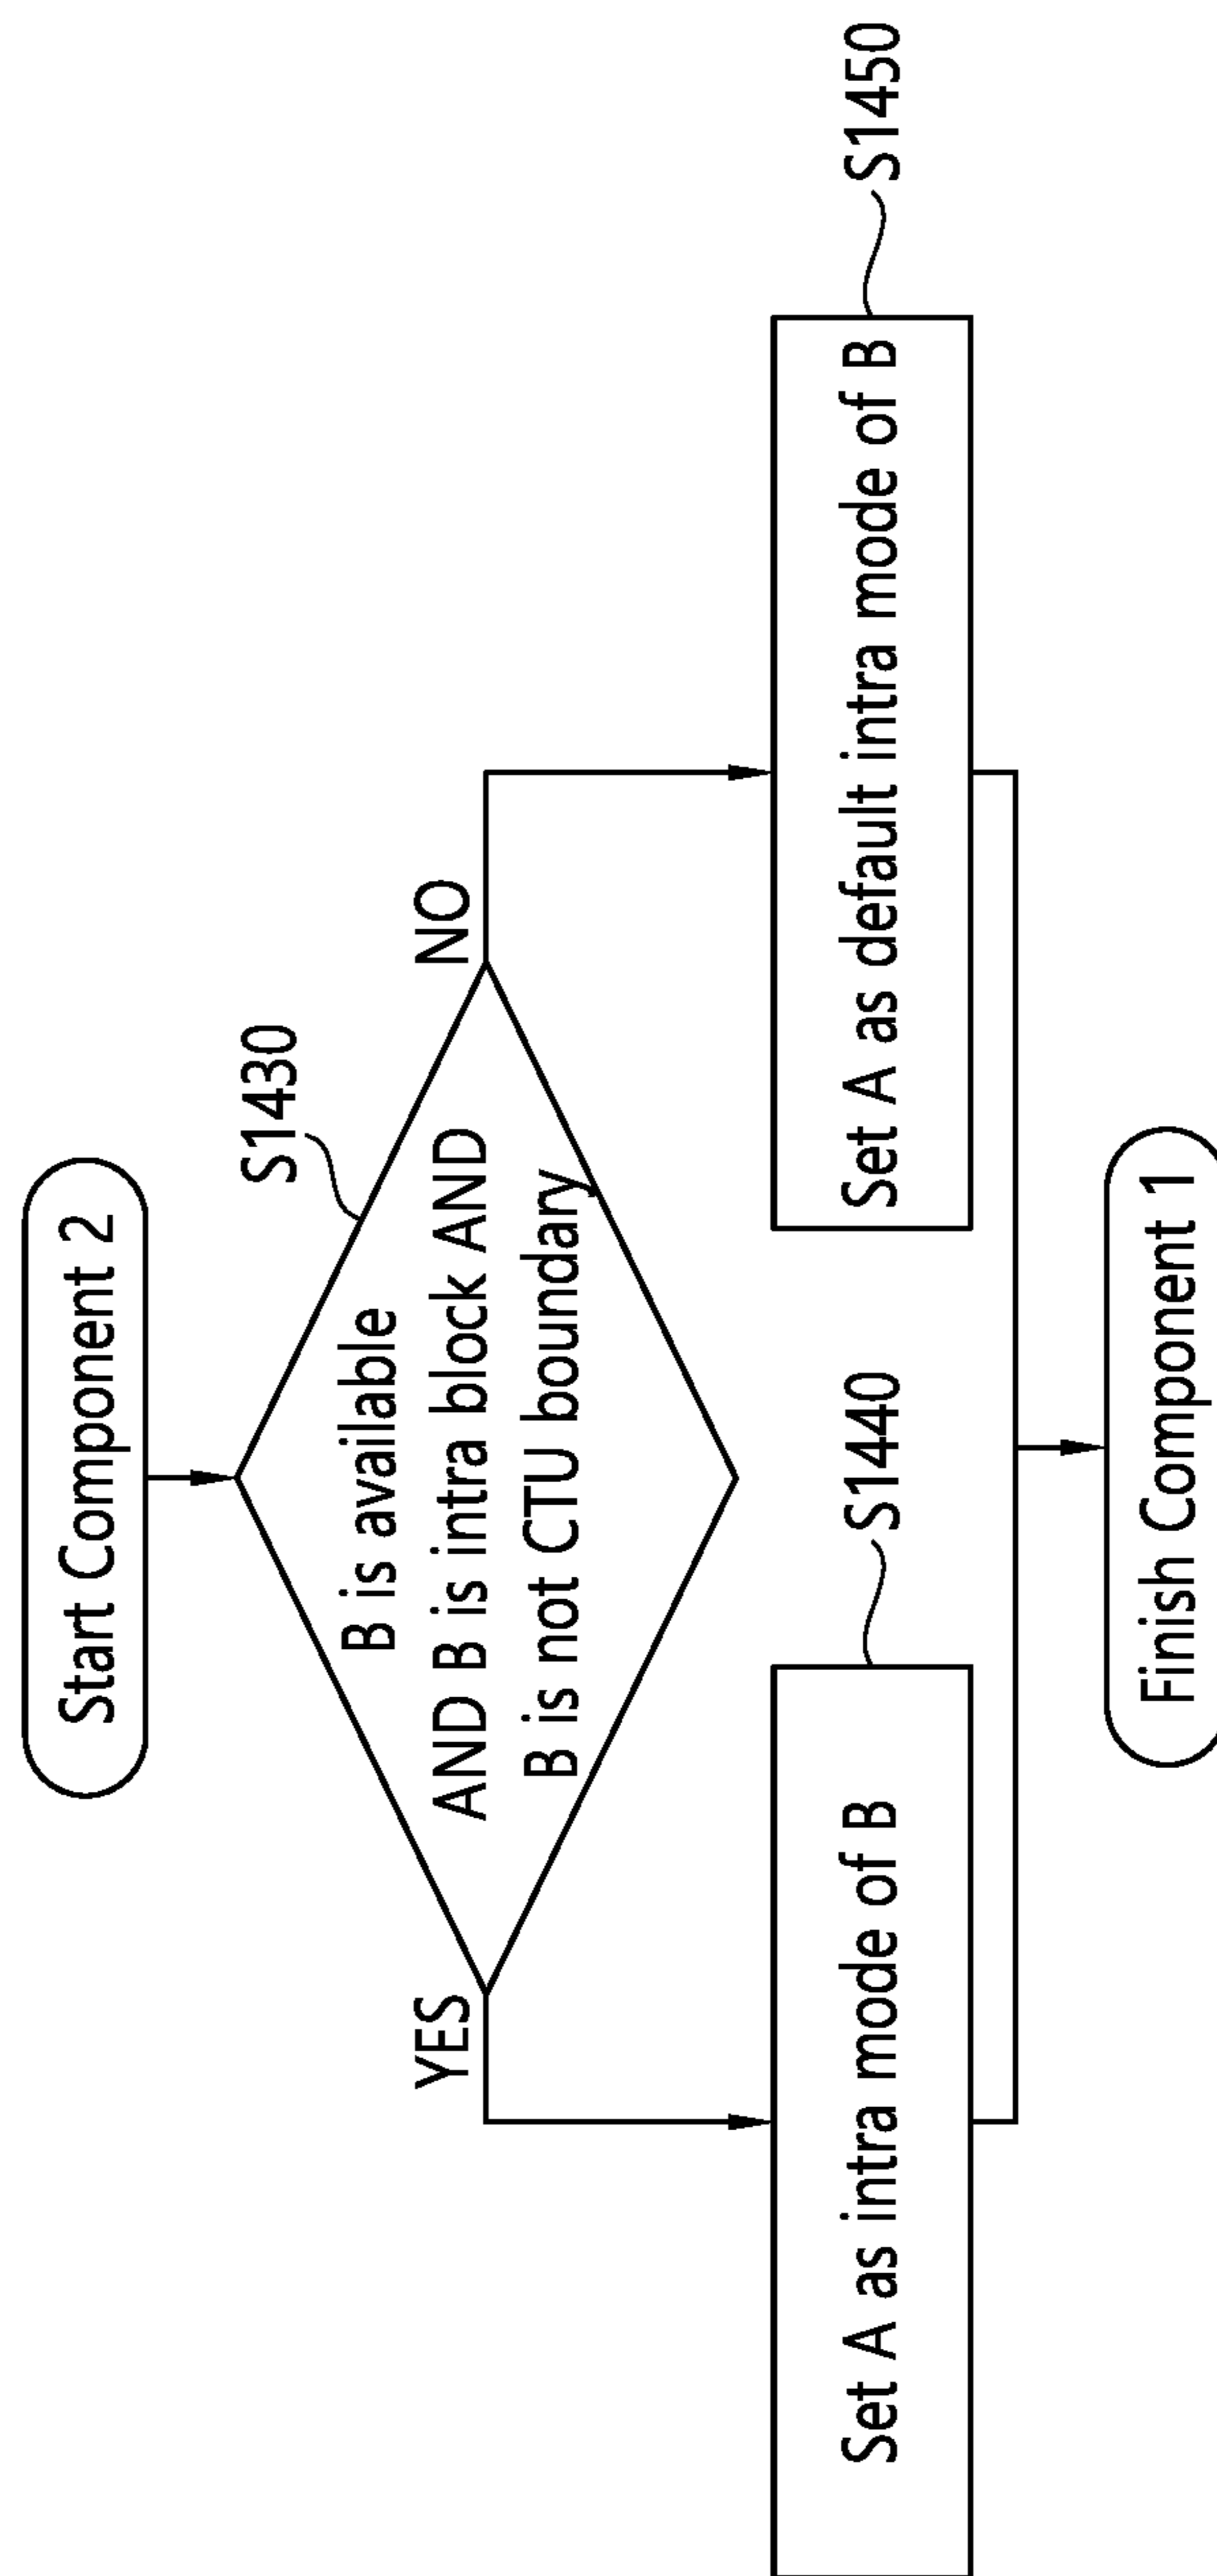 Start Component 2
S1430
B is available
AND B is intra block AND
B is not CTU boundary
YES
NO
S1440
S1450
Set A as intra mode of B
Set A as default intra mode of B
Finish Component 1